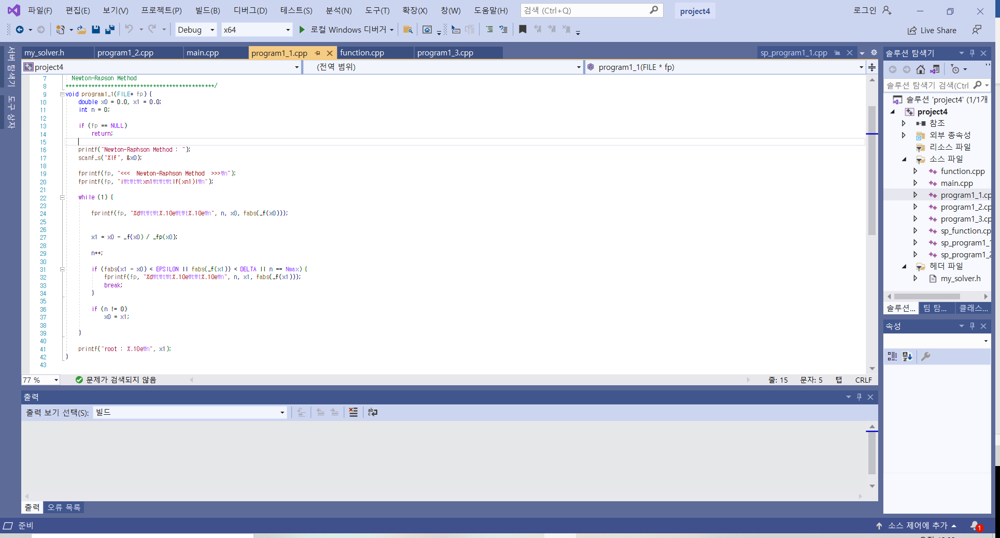 파일(F) 편집(E) 보기(V) 프로젝트(P) 빌드(B) 디버그(D) 테스트(S) 분석(N) 도구(T) 확장(X) 창(W) 도움말(H) 검색 (Ctrl+Q) project4 로그인
Debug x64 로컬 Windows 디버거 Live Share
서버 탐색기
도구 상자
my_solver.h program1_2.cpp main.cpp program1_1.cpp function.cpp program1_3.cpp sp_program1_1.cpp
project4 (전역 범위) program1_1(FILE * fp)
7 Newton-Rapson Method
8 **********************************************/
9 void program1_1(FILE* fp) {
10 double x0 = 0.0, x1 = 0.0;
11 int n = 0;
12
13 if (fp == NULL)
14 return;
15
16 printf("Newton-Raphson Method : ");
17 scanf_s("%lf", &x0);
18
19 fprintf(fp, "<<<  Newton-Raphson Method  >>>₩n");
20 fprintf(fp, "i₩t₩t₩txn1₩t₩t₩t|f(xn1)|₩n");
21
22 while (1) {
23
24 fprintf(fp, "%d₩t₩t₩t%.10e₩t₩t%.10e₩n", n, x0, fabs(_f(x0)));
25
26
27 x1 = x0 - _f(x0) / _fp(x0);
28
29 n++;
30
31 if (fabs(x1 - x0) < EPSILON || fabs(_f(x1)) < DELTA || n == Nmax) {
32 fprintf(fp, "%d₩t₩t₩t%.10e₩t₩t%.10e₩n", n, x1, fabs(_f(x1)));
33 break;
34 }
35
36 if (n != 0)
37 x0 = x1;
38
39 }
40
41 printf("root : %.10e₩n", x1);
42 }
43
77 % 문제가 검색되지 않음 줄: 15 문자: 5 탭 CRLF
출력
출력 보기 선택(S): 빌드
출력 오류 목록
솔루션 탐색기
솔루션 탐색기 검색(Ctrl
솔루션 'project4' (1/1개
project4
참조
외부 종속성
리소스 파일
소스 파일
function.cpp
main.cpp
program1_1.cp
program1_2.cp
program1_3.cp
sp_function.cp
sp_program1_1
sp_program1_2
헤더 파일
my_solver.h
솔루션... 팀 탐... 클래스...
속성
준비 소스 제어에 추가 1